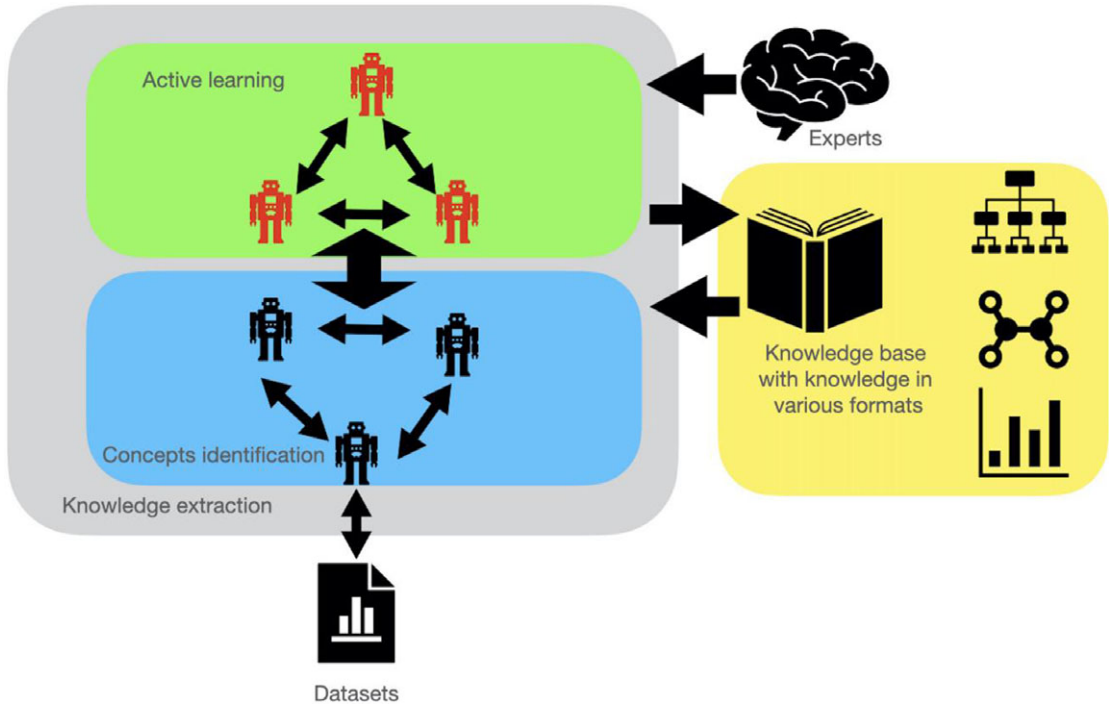 Active learning
Experts
Knowledge base
with knowledge in
various formats
Concepts identification
Knowledge extraction
Datasets